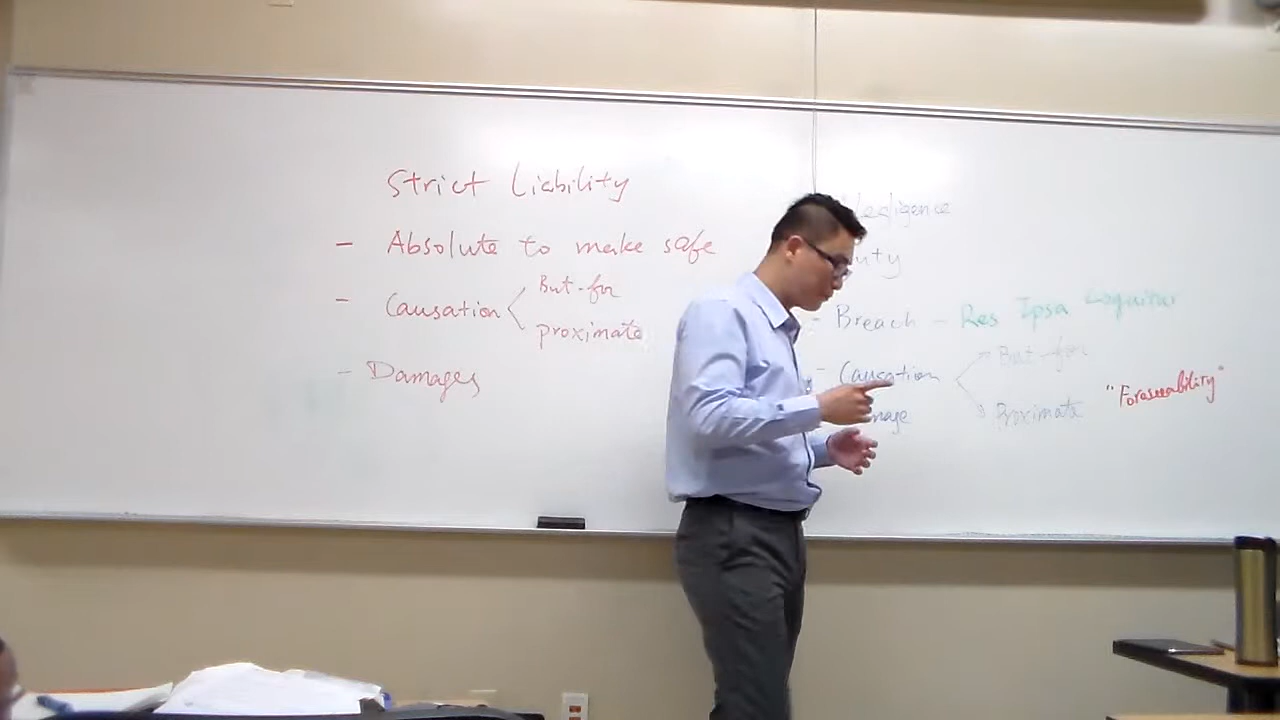 Strict Liability
- Absolute to make safe
- Causation < But-for
proximate
- Damages
Negligence
uty
- Breach - Res Ipsa Loquitur
- Causation But-for
Proximate "Foraseeability"
mage